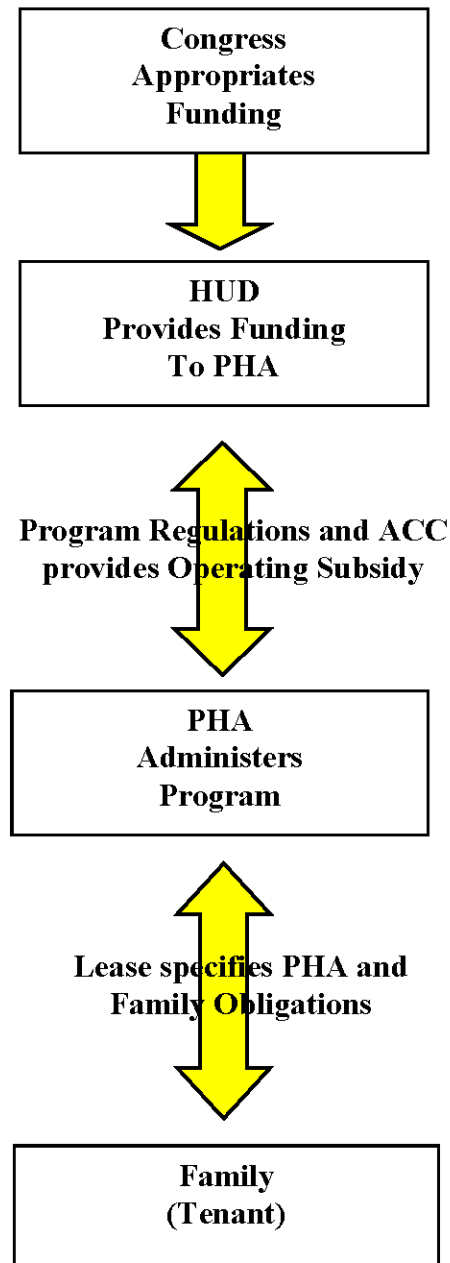 Congress
Appropriates
Funding
HUD
Provides Funding
To PHA
Program Regulations and ACC
provides Operating Subsidy
PHA
Administers
Program
Lease specifies PHA and
Family Obligations
Family
(Tenant)